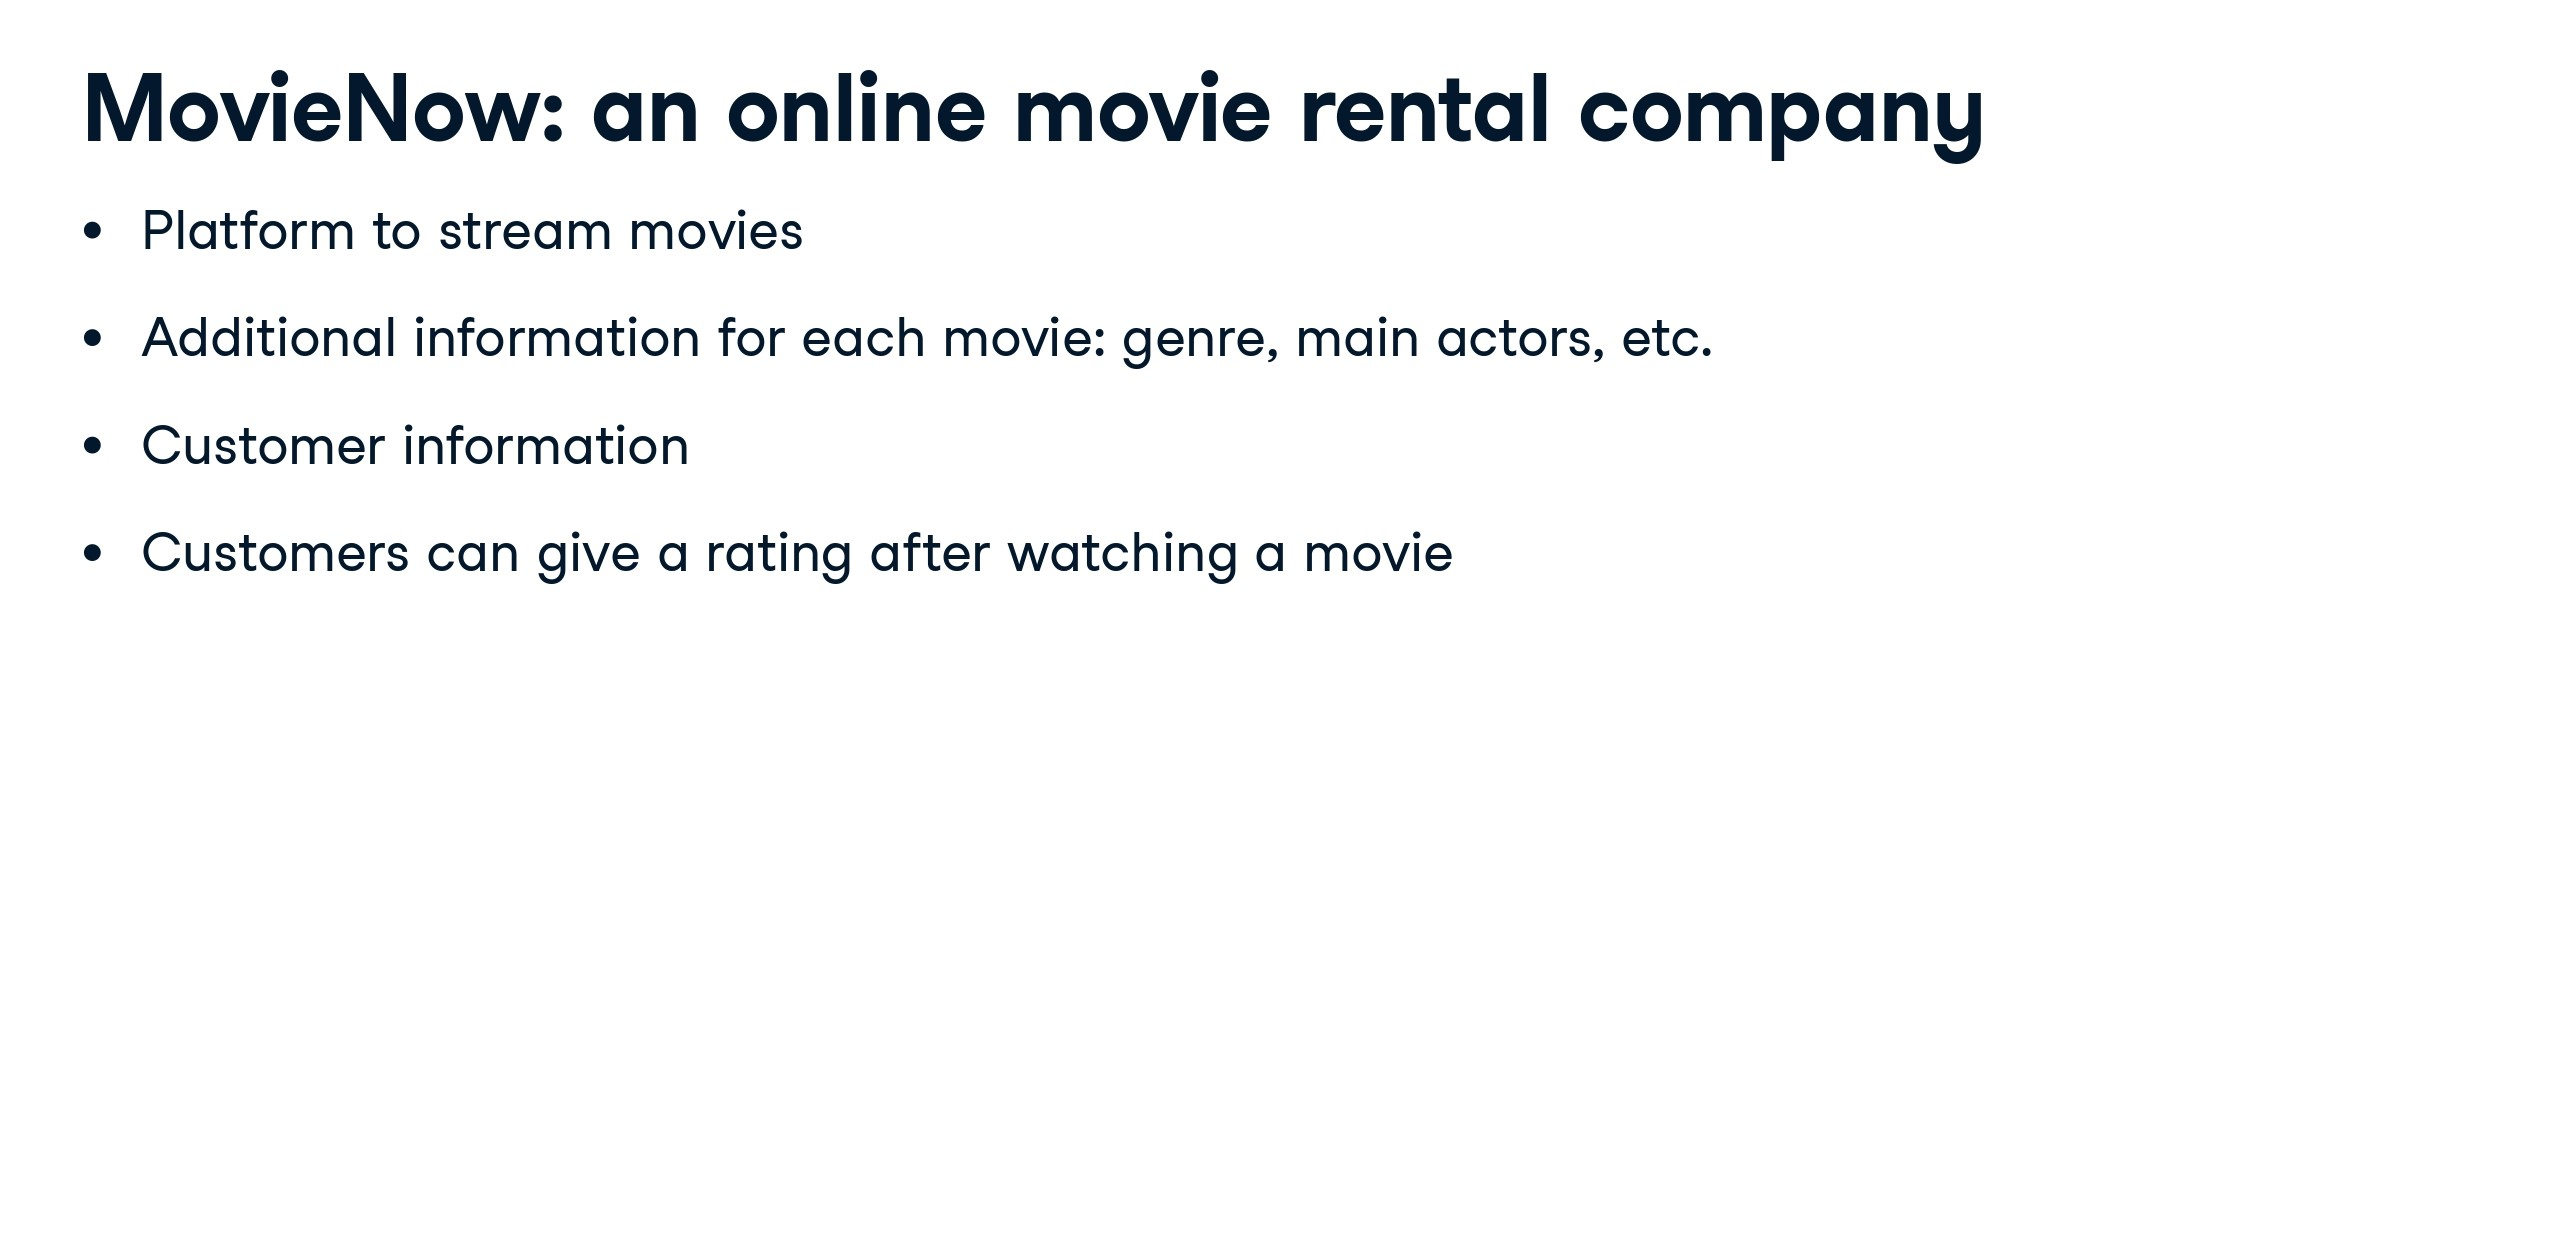 MovieNow: an online movie rental company
• Platform to stream movies
• Additional information for each movie: genre, main actors, etc.
• Customer information
• Customers can give a rating after watching a movie